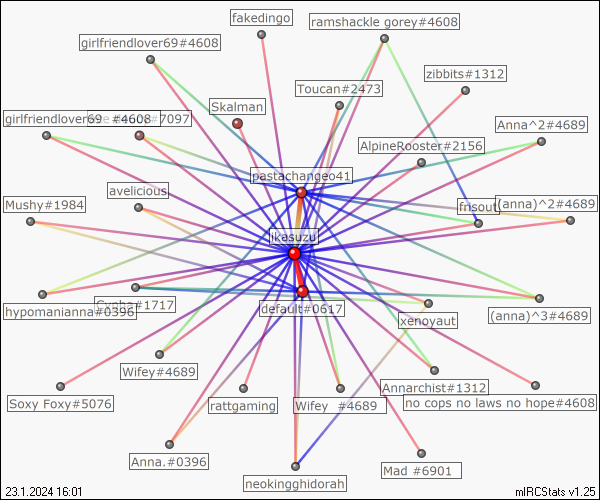 fakedingo
ramshackle gorey#4608
girlfriendlover69#4608
zibbits#1312
Toucan#2473
Skalman
girlfriendlover69 #4608
#7097
Anna^2#4689
AlpineRooster#2156
pastachangeo41
avelicious
Mushy#1984
fusout
(anna)^2#4689
ikasuzu
hypomanianna#0396
#1717
default#0617
xenoyaut
(anna)^3#4689
Wifey#4689
Annarchist#1312
Soxy Foxy#5076
rattgaming
Wifey #4689
no cops no laws no hope#4608
Anna.#0396
Mad #6901
neokingghidorah
23.1.2024 16:01
mIRCStats v1.25